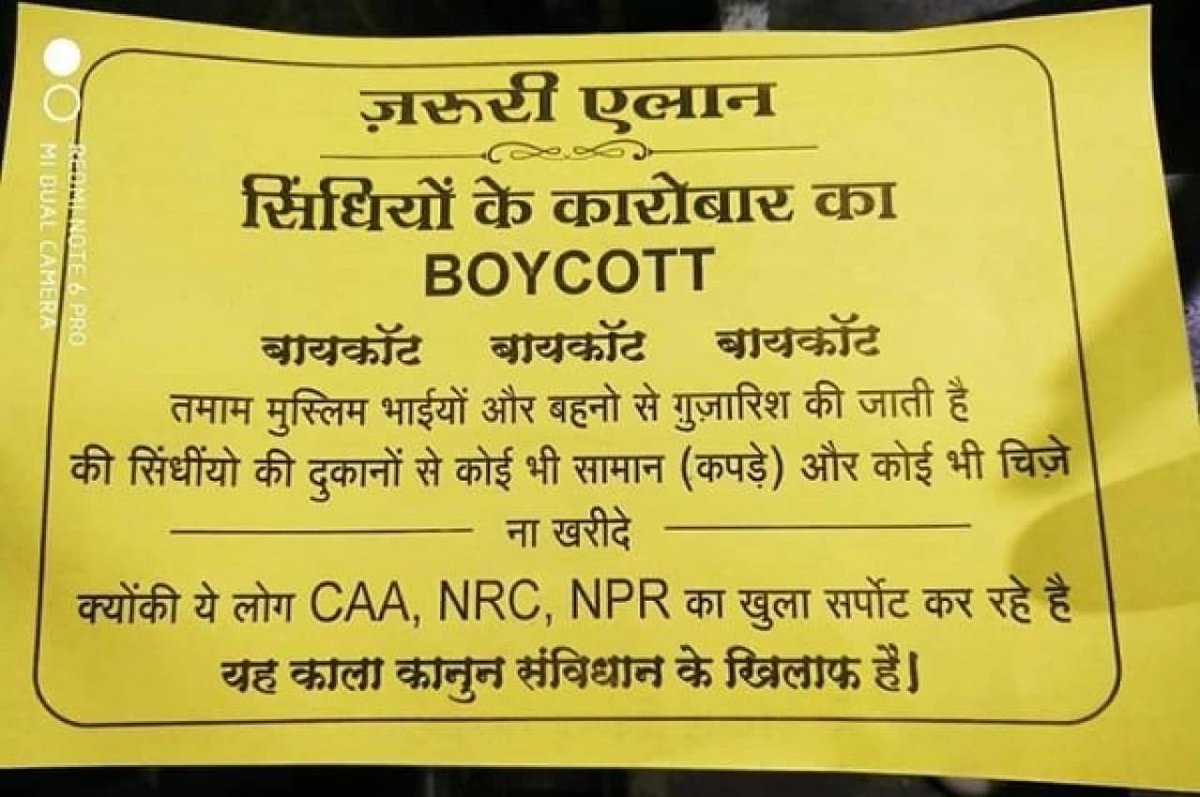 ज़रूरी एलान
सिंधियों के कारोबार का
BOYCOTT
बायकॉट बायकॉट बायकॉट
तमाम मुस्लिम भाईयों और बहनो से गुज़ारिश की जाती है
की सिंधींयो की दुकानों से कोई भी सामान (कपड़े) और कोई भी चिज़े
ना खरीदे
क्योंकी ये लोग CAA, NRC, NPR का खुला सर्पोट कर रहे है
यह काला कानुन संविधान के खिलाफ है।
REDMI NOTE 6 PRO
MI DUAL CAMERA